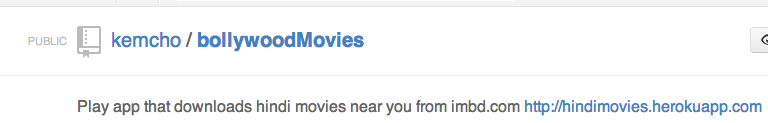 PUBLIC kemcho / bollywoodMovies
Play app that downloads hindi movies near you from imbd.com http://hindimovies.herokuapp.com